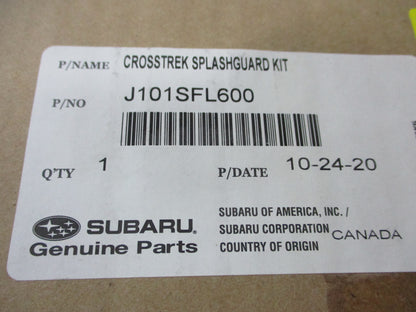 P/NAME CROSSTREK SPLASHGUARD KIT
P/NO J101SFL600
Q'TY 1 P/DATE 10-24-20
SUBARU®
Genuine Parts
SUBARU OF AMERICA, INC. /
SUBARU CORPORATION
COUNTRY OF ORIGIN CANADA